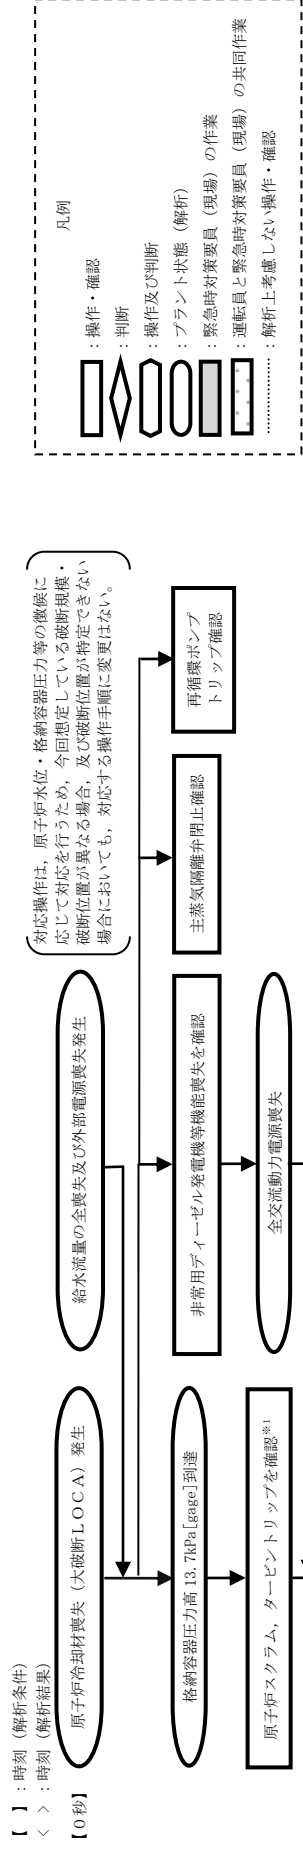 【 】：時刻（解析条件）
＜ ＞：時刻（解析結果）
【０秒】
原子炉冷却材喪失（大破断ＬＯＣＡ）発生
給水流量の全喪失及び外部電源喪失発生
対応操作は，原子炉水位・格納容器圧力等の徴候に
応じて対応を行うため，今回想定している破断規模・
破断位置が異なる場合，及び破断位置が特定できない
場合においても，対応する操作手順に変更はない。
格納容器圧力高 13.7kPa[gage]到達
非常用ディーゼル発電機等機能喪失を確認
主蒸気隔離弁閉止確認
再循環ポンプ
トリップ確認
原子炉スクラム，タービントリップを確認※１
全交流動力電源喪失
凡例
：操作・確認
：判断
：操作及び判断
：プラント状態（解析）
：緊急時対策要員（現場）の作業
：運転員と緊急時対策要員（現場）の共同作業
：解析上考慮しない操作・確認